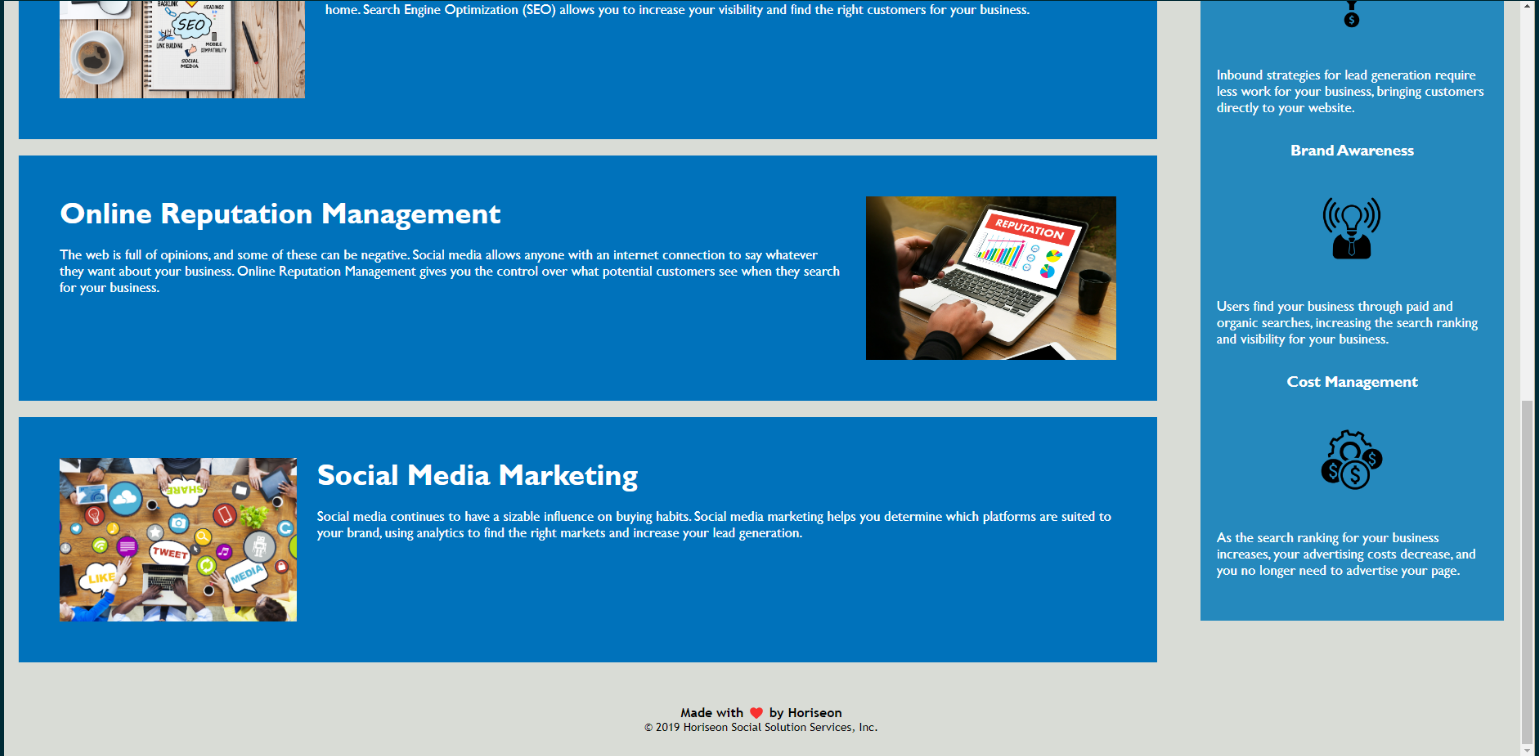 BACKLINK
HEADINGS
SEO
LINK BUILDING
MOBILE
COMPATIBILITY
SOCIAL
MEDIA
home. Search Engine Optimization (SEO) allows you to increase your visibility and find the right customers for your business.
Online Reputation Management
The web is full of opinions, and some of these can be negative. Social media allows anyone with an internet connection to say whatever
they want about your business. Online Reputation Management gives you the control over what potential customers see when they search
for your business.
REPUTATION
SHARE
TWEET
LIKE
MEDIA
Social Media Marketing
Social media continues to have a sizable influence on buying habits. Social media marketing helps you determine which platforms are suited to
your brand, using analytics to find the right markets and increase your lead generation.
$
Inbound strategies for lead generation require
less work for your business, bringing customers
directly to your website.
Brand Awareness
Users find your business through paid and
organic searches, increasing the search ranking
and visibility for your business.
Cost Management
$ $ $
As the search ranking for your business
increases, your advertising costs decrease, and
you no longer need to advertise your page.
Made with ❤️ by Horiseon
© 2019 Horiseon Social Solution Services, Inc.